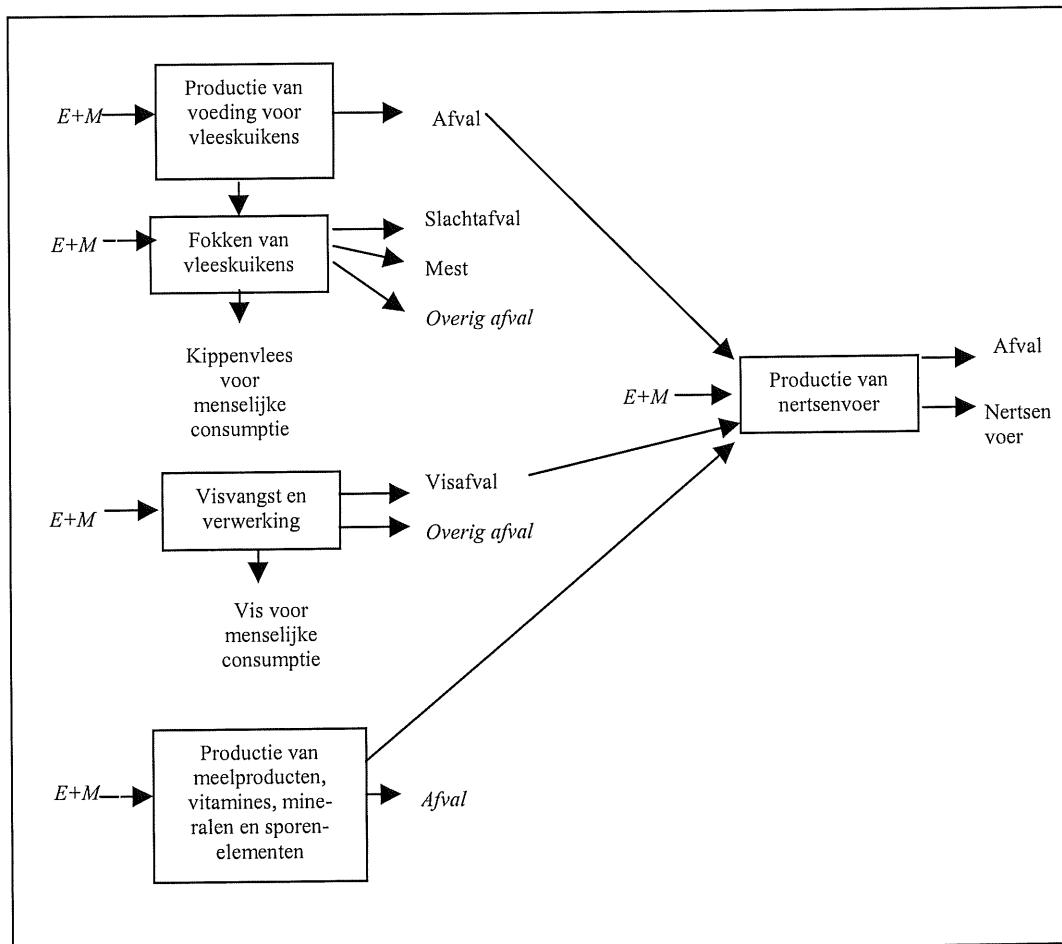 Productie van
voeding voor
vleeskuikens
E+M
Afval
Fokken van
vleeskuikens
E+M
Slachtafval
Mest
Overig afval
Kippenvlees
voor
menselijke
consumptie
E+M
Productie van
nertsenvoer
Afval
Nertsen
voer
Visvangst en
verwerking
E+M
Visafval
Overig afval
Vis voor
menselijke
consumptie
Productie van
meelproducten,
vitamines, mine-
ralen en sporen-
elementen
E+M
Afval